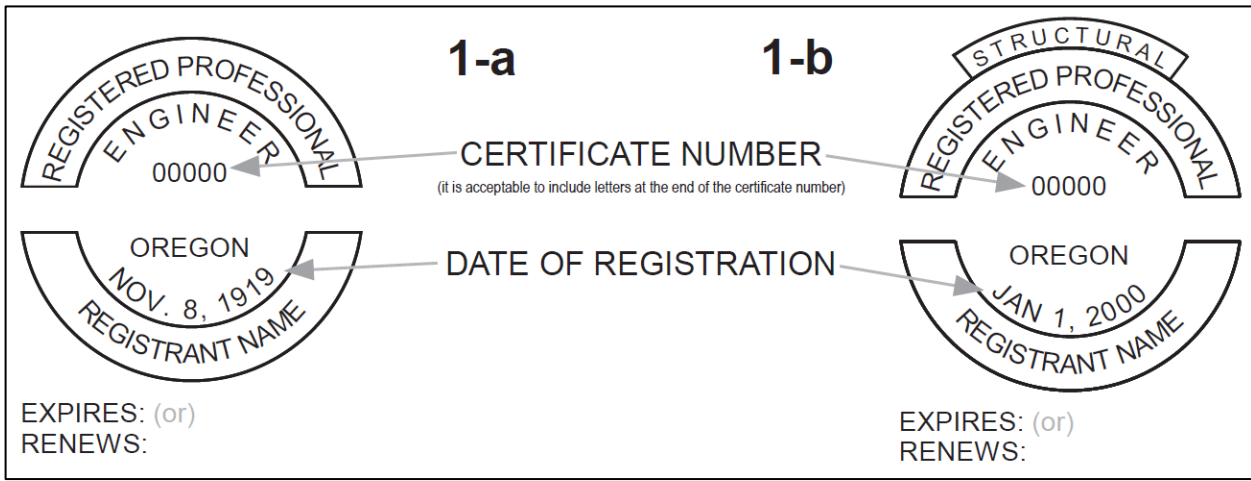 1-a
1-b
REGISTERED PROFESSIONAL
ENGINEER
00000
OREGON
NOV. 8, 1919
REGISTRANT NAME
EXPIRES: (or)
RENEWS:
CERTIFICATE NUMBER
(it is acceptable to include letters at the end of the certificate number)
DATE OF REGISTRATION
STRUCTURAL
REGISTERED PROFESSIONAL
ENGINEER
00000
OREGON
JAN 1, 2000
REGISTRANT NAME
EXPIRES: (or)
RENEWS: